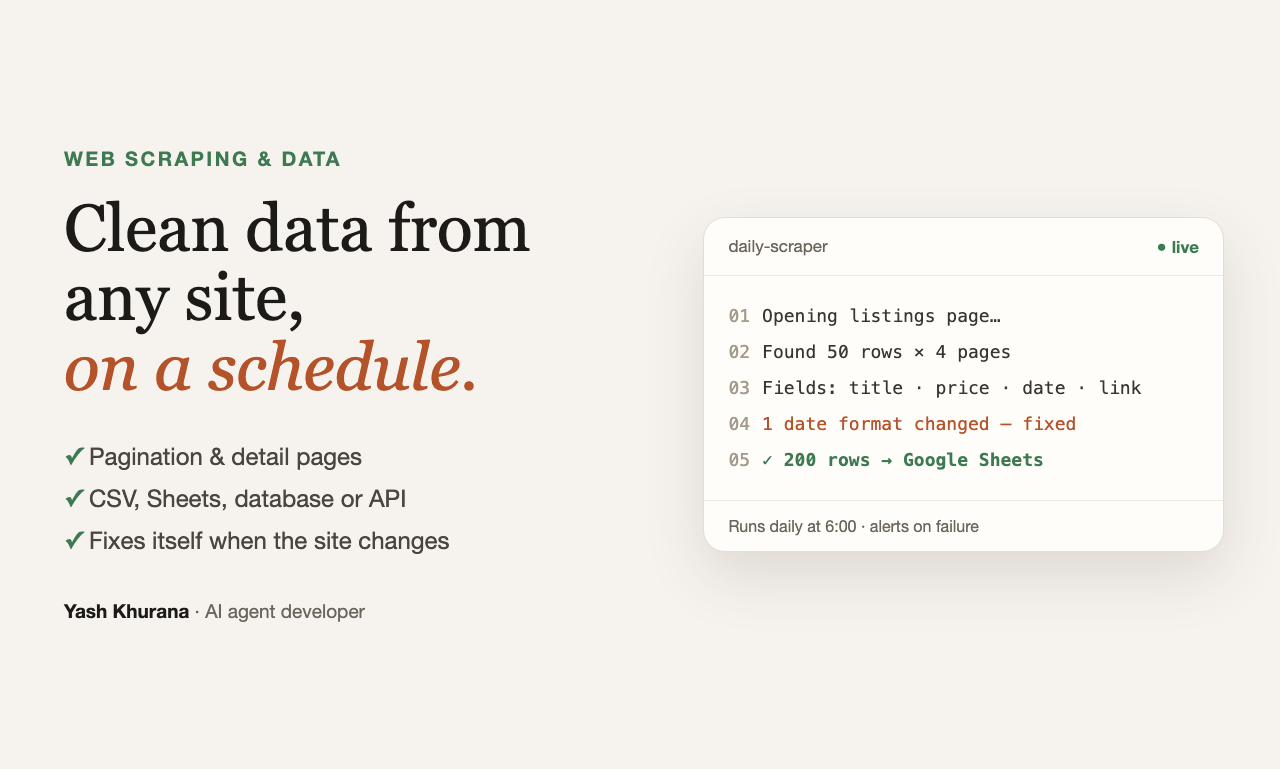 WEB SCRAPING & DATA
Clean data from
any site,
on a schedule.
✔ Pagination & detail pages
✔ CSV, Sheets, database or API
✔ Fixes itself when the site changes
Yash Khurana · AI agent developer
daily-scraper
• live
01 Opening listings page…
02 Found 50 rows × 4 pages
03 Fields: title · price · date · link
04 1 date format changed — fixed
05 ✓ 200 rows → Google Sheets
Runs daily at 6:00 · alerts on failure